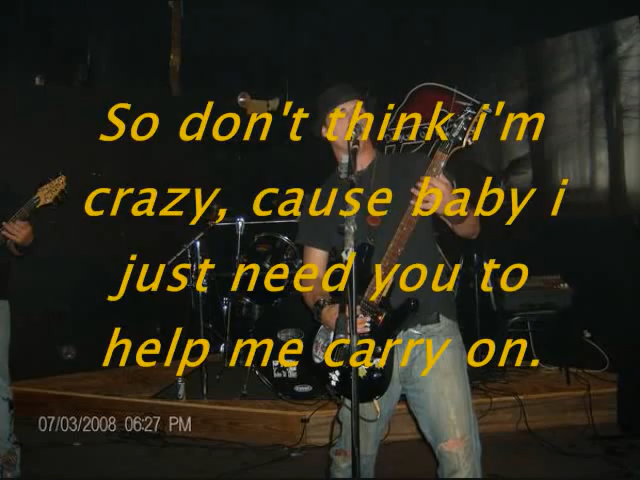 So don't think i'm
crazy, cause baby i
just need you to
help me carry on.
07/03/2008 06:27 PM